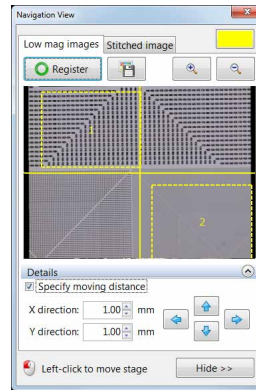 Navigation View
Low mag images Stitched image
Register
1
2
Details
Specify moving distance
X direction: 1.00 mm
Y direction: 1.00 mm
Left-click to move stage Hide >>